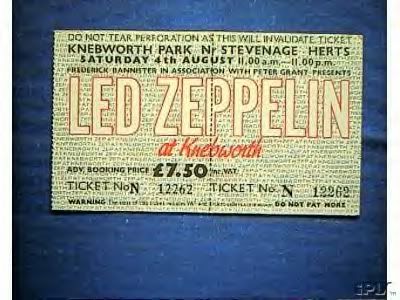 DO NOT TEAR PERFORATION AS THIS WILL INVALIDATE TICKET
KNEBWORTH PARK Nr STEVENAGE HERTS
SATURDAY 4th AUGUST 11.00 a.m.—11.00 p.m.
FREDERICK BANNISTER IN ASSOCIATION WITH PETER GRANT PRESENTS
LED ZEPPELIN
at Knebworth
ADV. BOOKING PRICE £7.50 inc. VAT
TICKET No. N 12262 TICKET No. N 12262
WARNING DO NOT PAY MORE